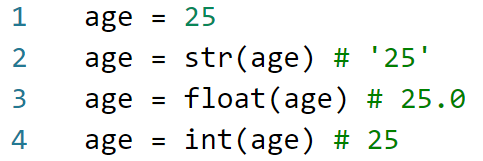 1 age = 25
2 age = str(age) # '25'
3 age = float(age) # 25.0
4 age = int(age) # 25